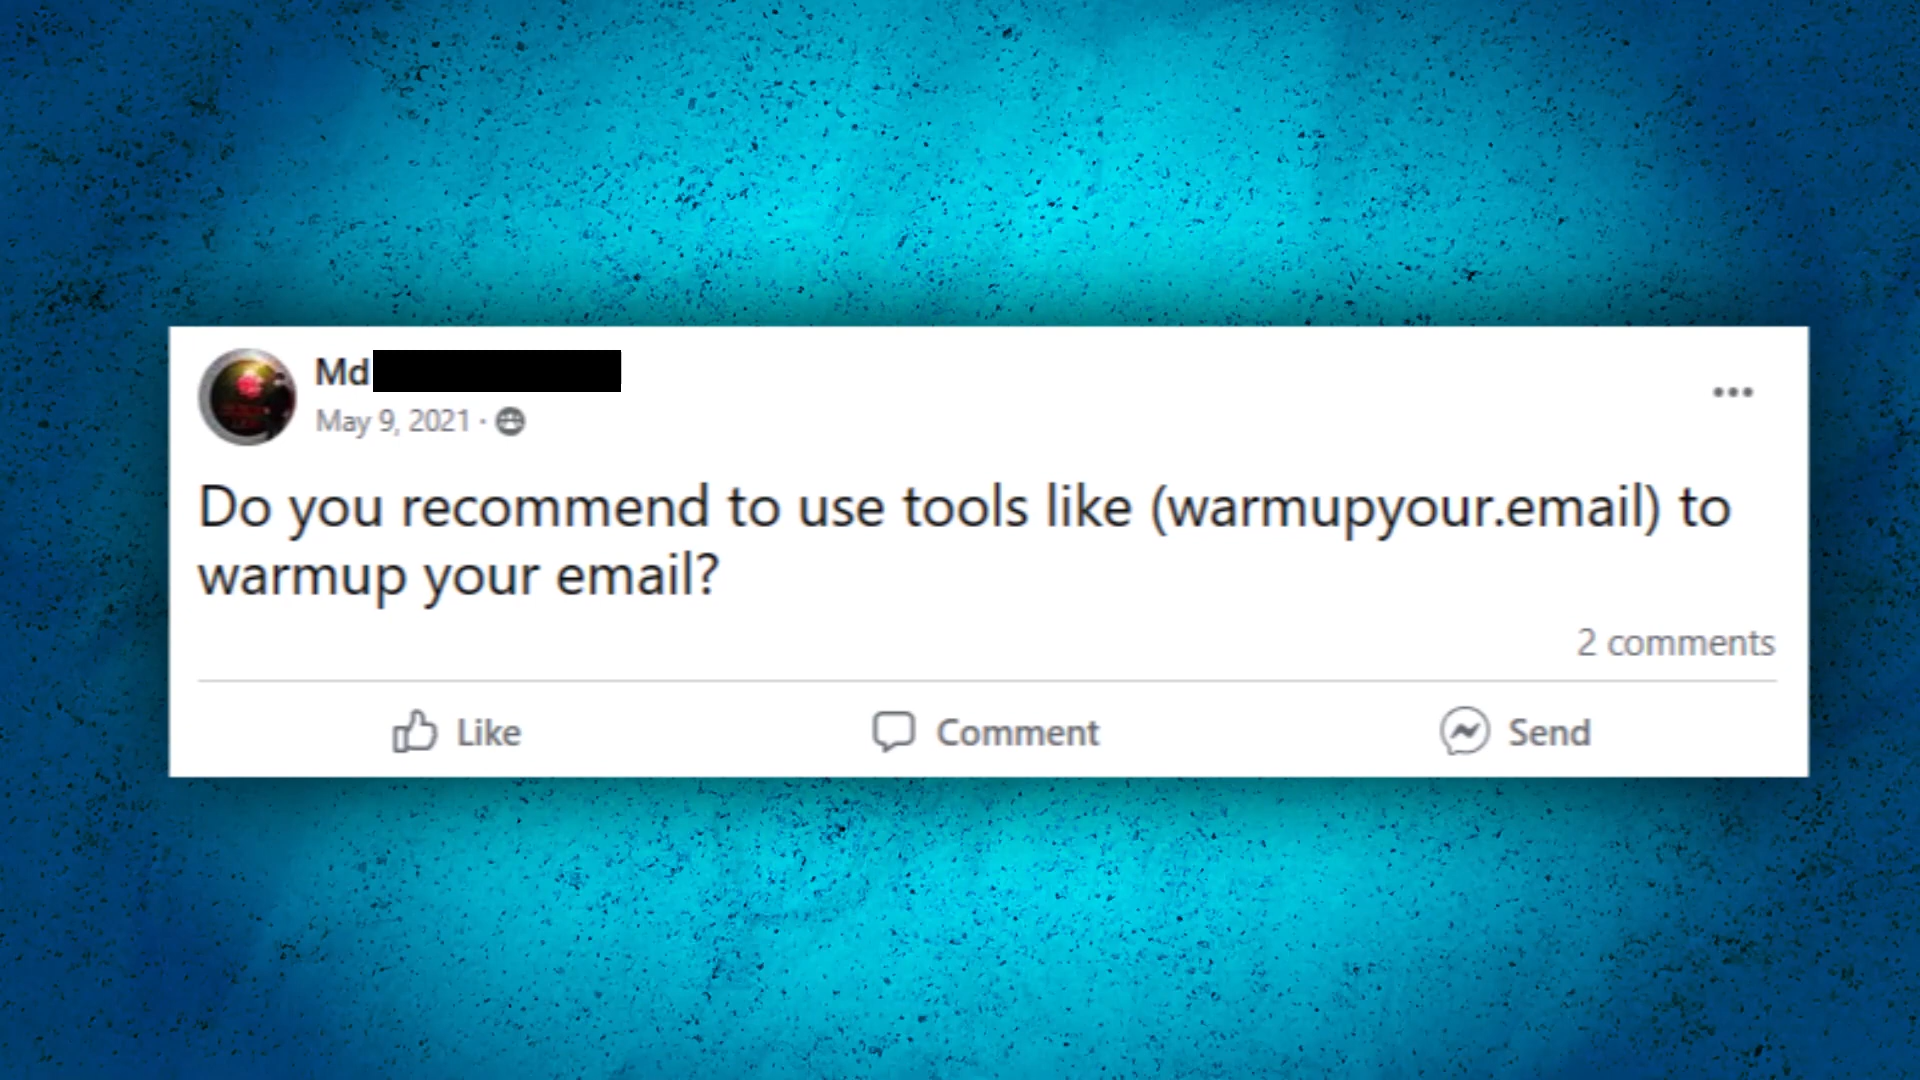 Md
May 9, 2021 ·
Do you recommend to use tools like (warmupyour.email) to
warmup your email?
2 comments
Like
Comment
Send